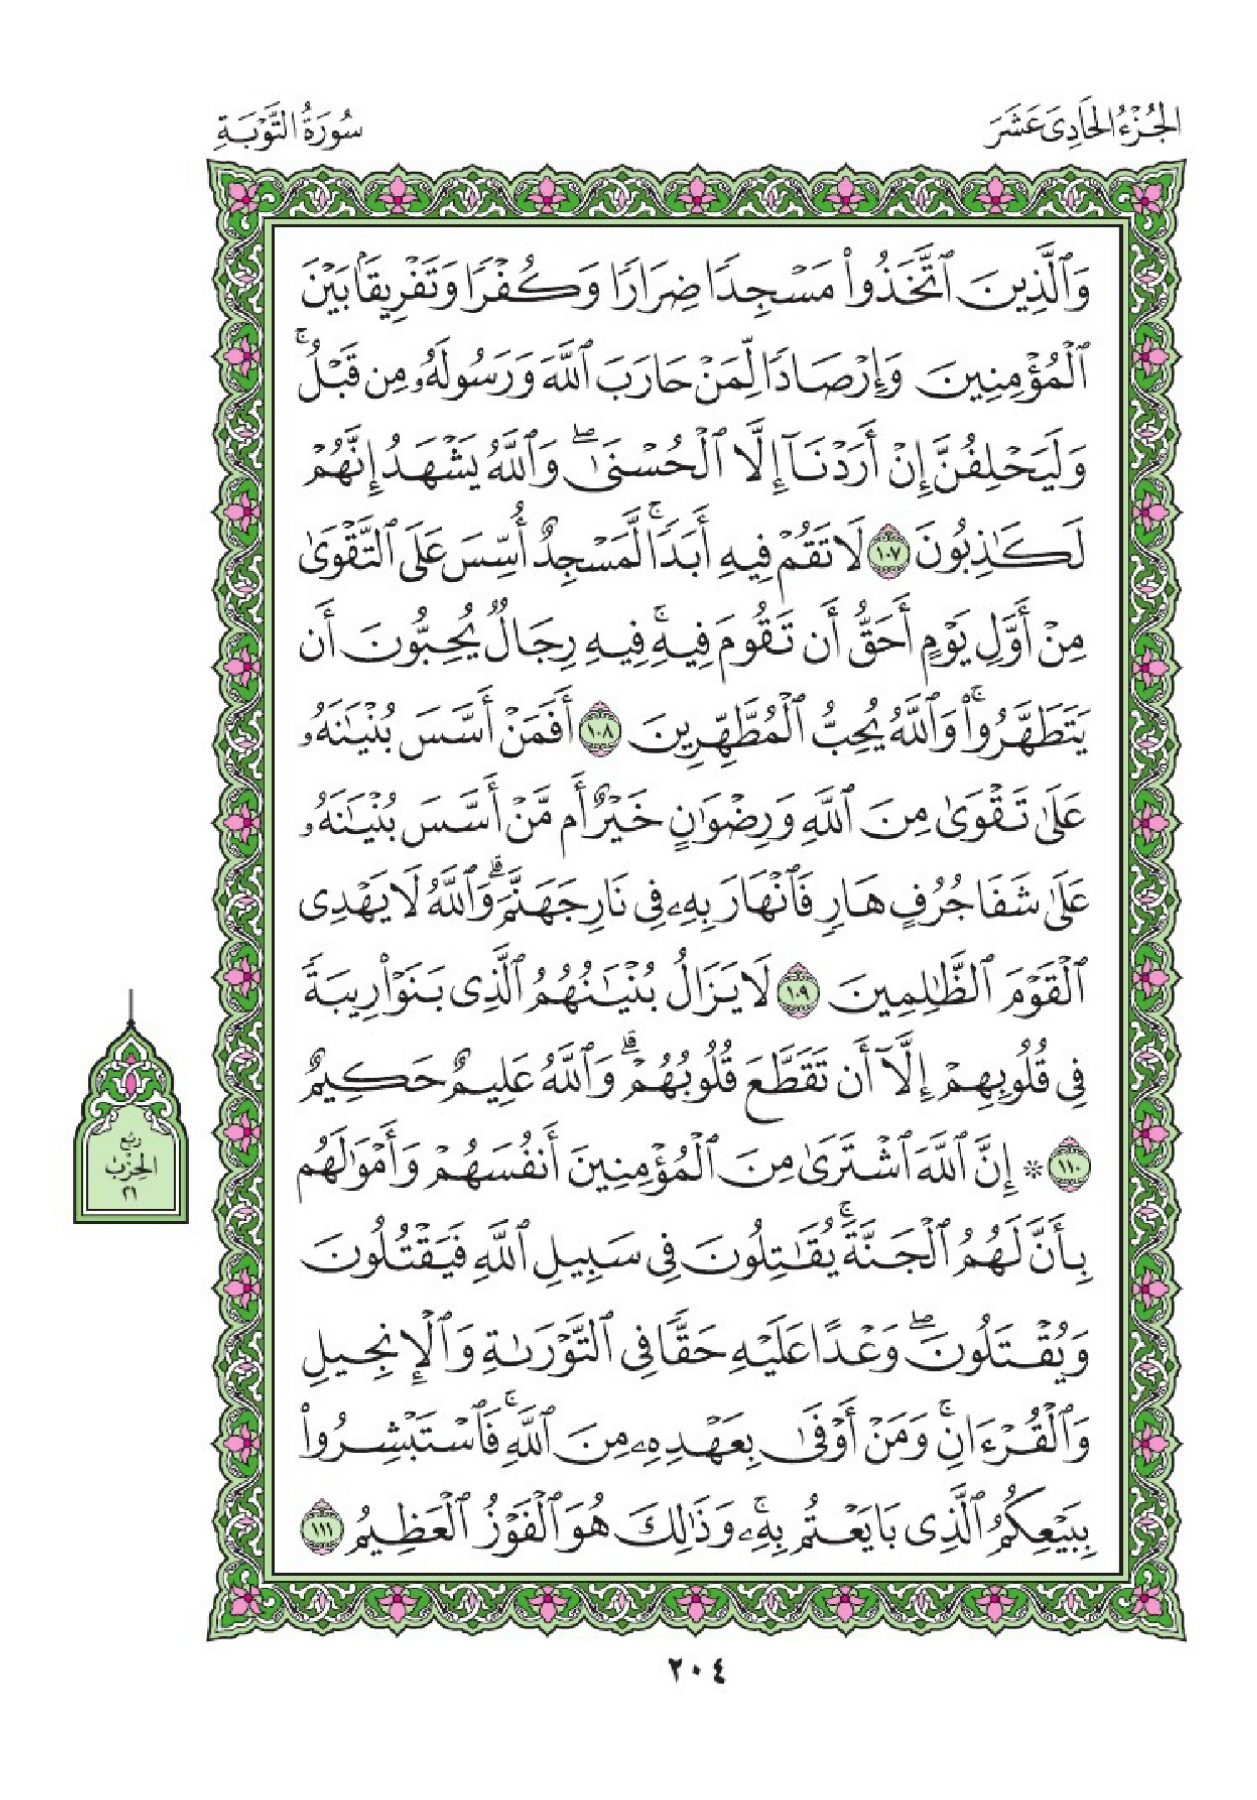 الجُزْءُ الحَادِىَ عَشَرَ
سُورَةُ التَّوْبَةِ
وَٱلَّذِينَ ٱتَّخَذُوا۟ مَسْجِدًا ضِرَارًا وَكُفْرًا وَتَفْرِيقًۢا بَيْنَ
ٱلْمُؤْمِنِينَ وَإِرْصَادًا لِّمَنْ حَارَبَ ٱللَّهَ وَرَسُولَهُۥ مِن قَبْلُ ۚ
وَلَيَحْلِفُنَّ إِنْ أَرَدْنَآ إِلَّا ٱلْحُسْنَىٰ ۖ وَٱللَّهُ يَشْهَدُ إِنَّهُمْ
لَكَـٰذِبُونَ ١٠٧ لَا تَقُمْ فِيهِ أَبَدًا ۚ لَّمَسْجِدٌ أُسِّسَ عَلَى ٱلتَّقْوَىٰ
مِنْ أَوَّلِ يَوْمٍ أَحَقُّ أَن تَقُومَ فِيهِ ۚ فِيهِ رِجَالٌ يُحِبُّونَ أَن
يَتَطَهَّرُوا۟ ۚ وَٱللَّهُ يُحِبُّ ٱلْمُطَّهِّرِينَ ١٠٨ أَفَمَنْ أَسَّسَ بُنْيَـٰنَهُۥ
عَلَىٰ تَقْوَىٰ مِنَ ٱللَّهِ وَرِضْوَٰنٍ خَيْرٌ أَم مَّنْ أَسَّسَ بُنْيَـٰنَهُۥ
عَلَىٰ شَفَا جُرُفٍ هَارٍ فَٱنْهَارَ بِهِۦ فِى نَارِ جَهَنَّمَ ۗ وَٱللَّهُ لَا يَهْدِى
ٱلْقَوْمَ ٱلظَّـٰلِمِينَ ١٠٩ لَا يَزَالُ بُنْيَـٰنُهُمُ ٱلَّذِى بَنَوْا۟ رِيبَةً
فِى قُلُوبِهِمْ إِلَّآ أَن تَقَطَّعَ قُلُوبُهُمْ ۗ وَٱللَّهُ عَلِيمٌ حَكِيمٌ
١١٠ * إِنَّ ٱللَّهَ ٱشْتَرَىٰ مِنَ ٱلْمُؤْمِنِينَ أَنفُسَهُمْ وَأَمْوَٰلَهُم
بِأَنَّ لَهُمُ ٱلْجَنَّةَ ۚ يُقَـٰتِلُونَ فِى سَبِيلِ ٱللَّهِ فَيَقْتُلُونَ
وَيُقْتَلُونَ ۖ وَعْدًا عَلَيْهِ حَقًّا فِى ٱلتَّوْرَىٰةِ وَٱلْإِنجِيلِ
وَٱلْقُرْءَانِ ۚ وَمَنْ أَوْفَىٰ بِعَهْدِهِۦ مِنَ ٱللَّهِ ۚ فَٱسْتَبْشِرُوا۟
بِبَيْعِكُمُ ٱلَّذِى بَايَعْتُم بِهِۦ ۚ وَذَٰلِكَ هُوَ ٱلْفَوْزُ ٱلْعَظِيمُ ١١١
ربع
الحزب
٢١
٢٠٤